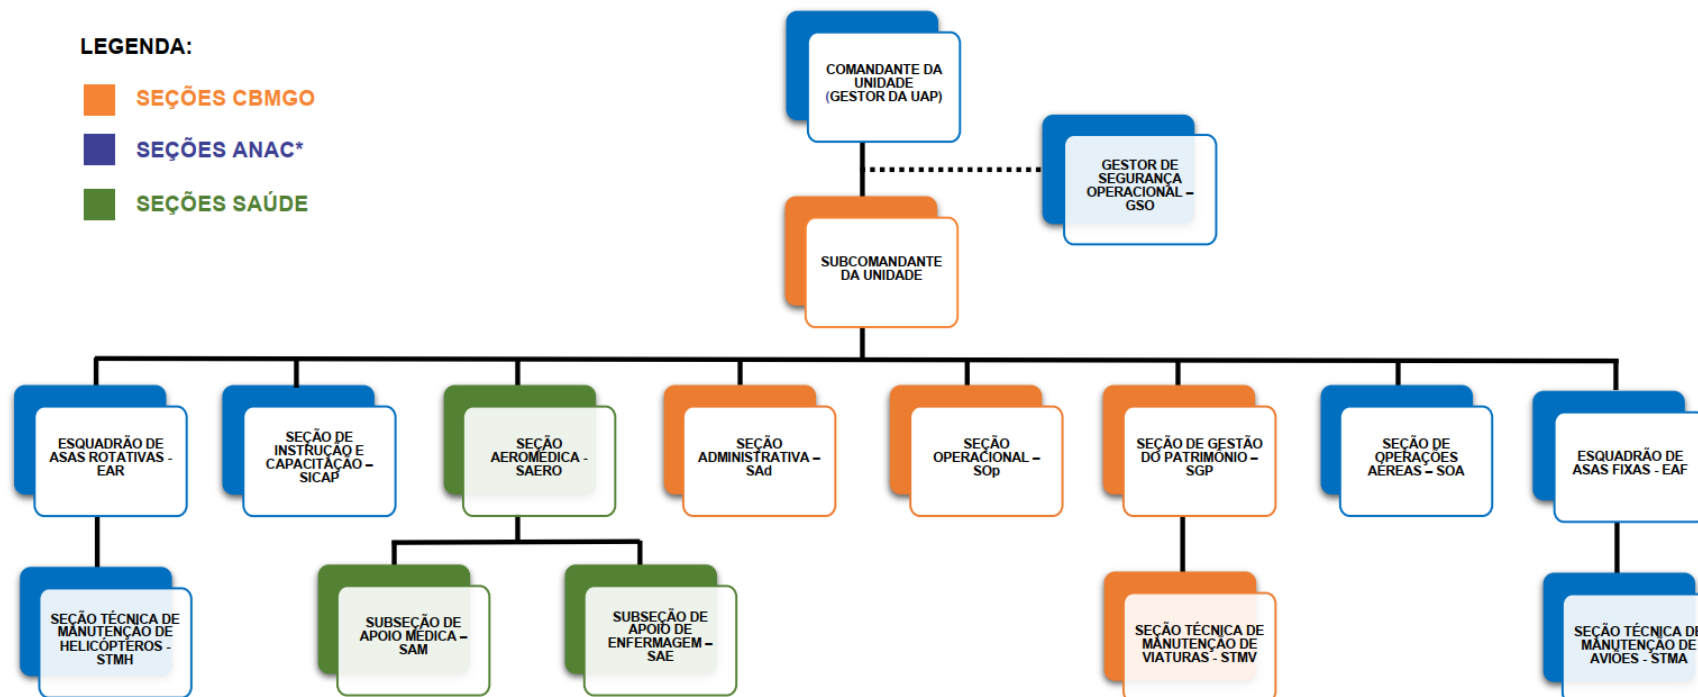 LEGENDA:
SEÇÕES CBMGO
SEÇÕES ANAC*
SEÇÕES SAÚDE
COMANDANTE DA
UNIDADE
(GESTOR DA UAP)
GESTOR DE
SEGURANÇA
OPERACIONAL –
GSO
SUBCOMANDANTE
DA UNIDADE
ESQUADRÃO DE
ASAS ROTATIVAS -
EAR
SEÇÃO DE
INSTRUÇÃO E
CAPACITAÇÃO –
SICAP
SEÇÃO
AEROMÉDICA -
SAERO
SEÇÃO
ADMINISTRATIVA –
SAd
SEÇÃO
OPERACIONAL –
SOp
SEÇÃO DE GESTÃO
DO PATRIMÔNIO –
SGP
SEÇÃO DE
OPERAÇÕES
AÉREAS – SOA
ESQUADRÃO DE
ASAS FIXAS - EAF
SEÇÃO TÉCNICA DE
MANUTENÇÃO DE
HELICÓPTEROS -
STMH
SUBSEÇÃO DE
APOIO MÉDICA –
SAM
SUBSEÇÃO DE
APOIO DE
ENFERMAGEM –
SAE
SEÇÃO TÉCNICA DE
MANUTENÇÃO DE
VIATURAS - STMV
SEÇÃO TÉCNICA DE
MANUTENÇÃO DE
AVIÕES - STMA